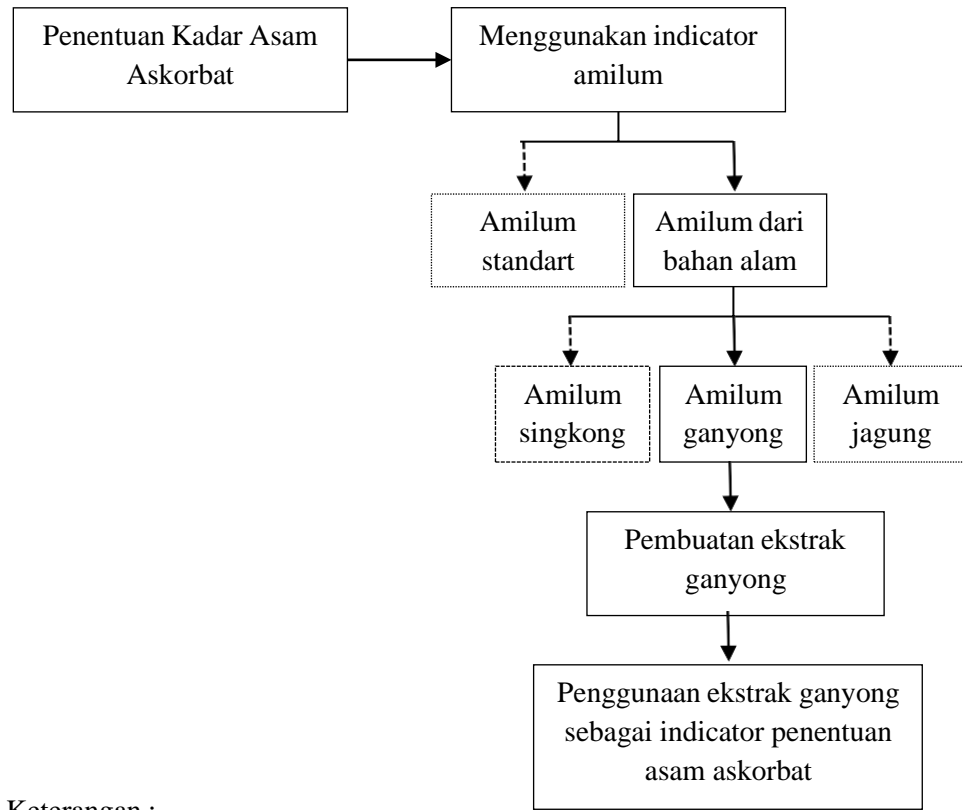 Penentuan Kadar Asam
Askorbat
Menggunakan indicator
amilum
Amilum
standart
Amilum dari
bahan alam
Amilum
singkong
Amilum
ganyong
Amilum
jagung
Pembuatan ekstrak
ganyong
Penggunaan ekstrak ganyong
sebagai indicator penentuan
asam askorbat
Keterangan :